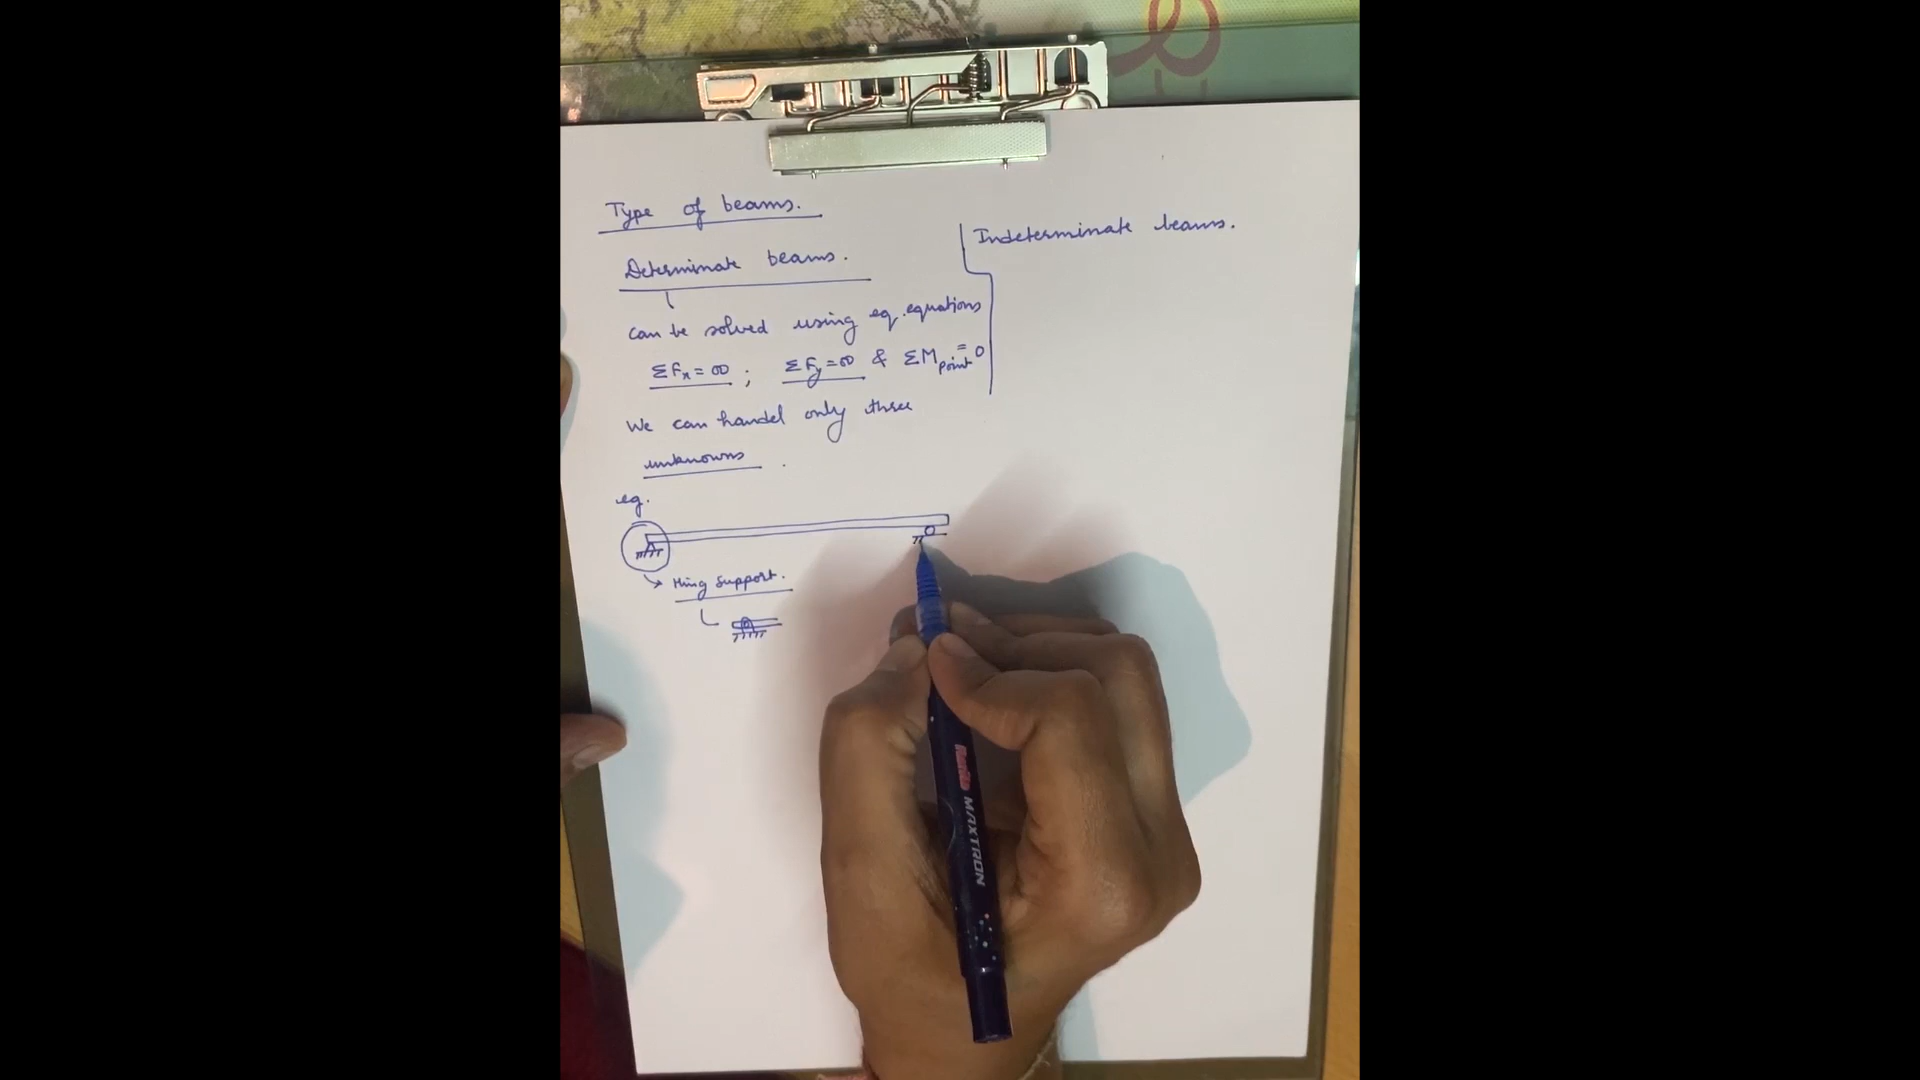 Type of beams.
Determinate beams.
can be solved using eq. equations
ΣFx = 00 ; ΣFy = 00 & ΣMpoint = 0
We can handel only three
unknowns .
eg.
Hing support.
Indeterminate beams.
MAXTRON